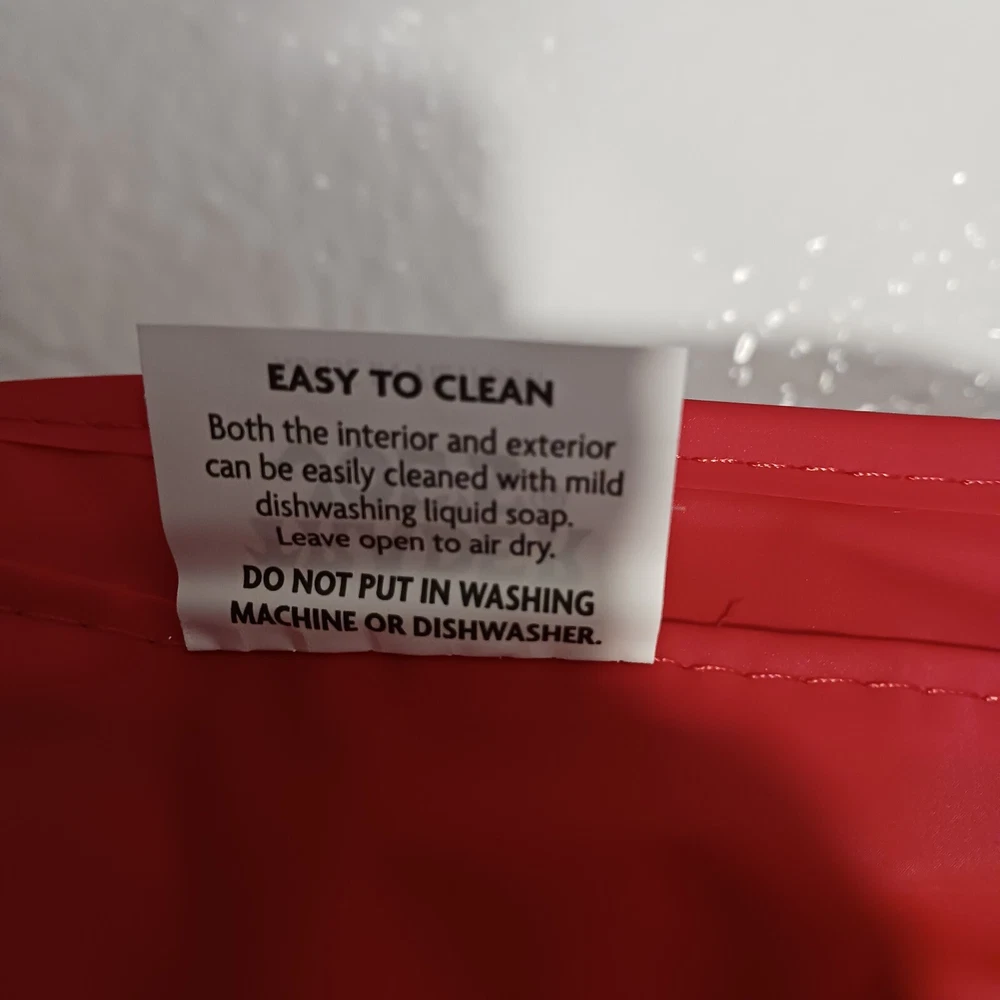 EASY TO CLEAN
Both the interior and exterior
can be easily cleaned with mild
dishwashing liquid soap.
Leave open to air dry.
DO NOT PUT IN WASHING
MACHINE OR DISHWASHER.